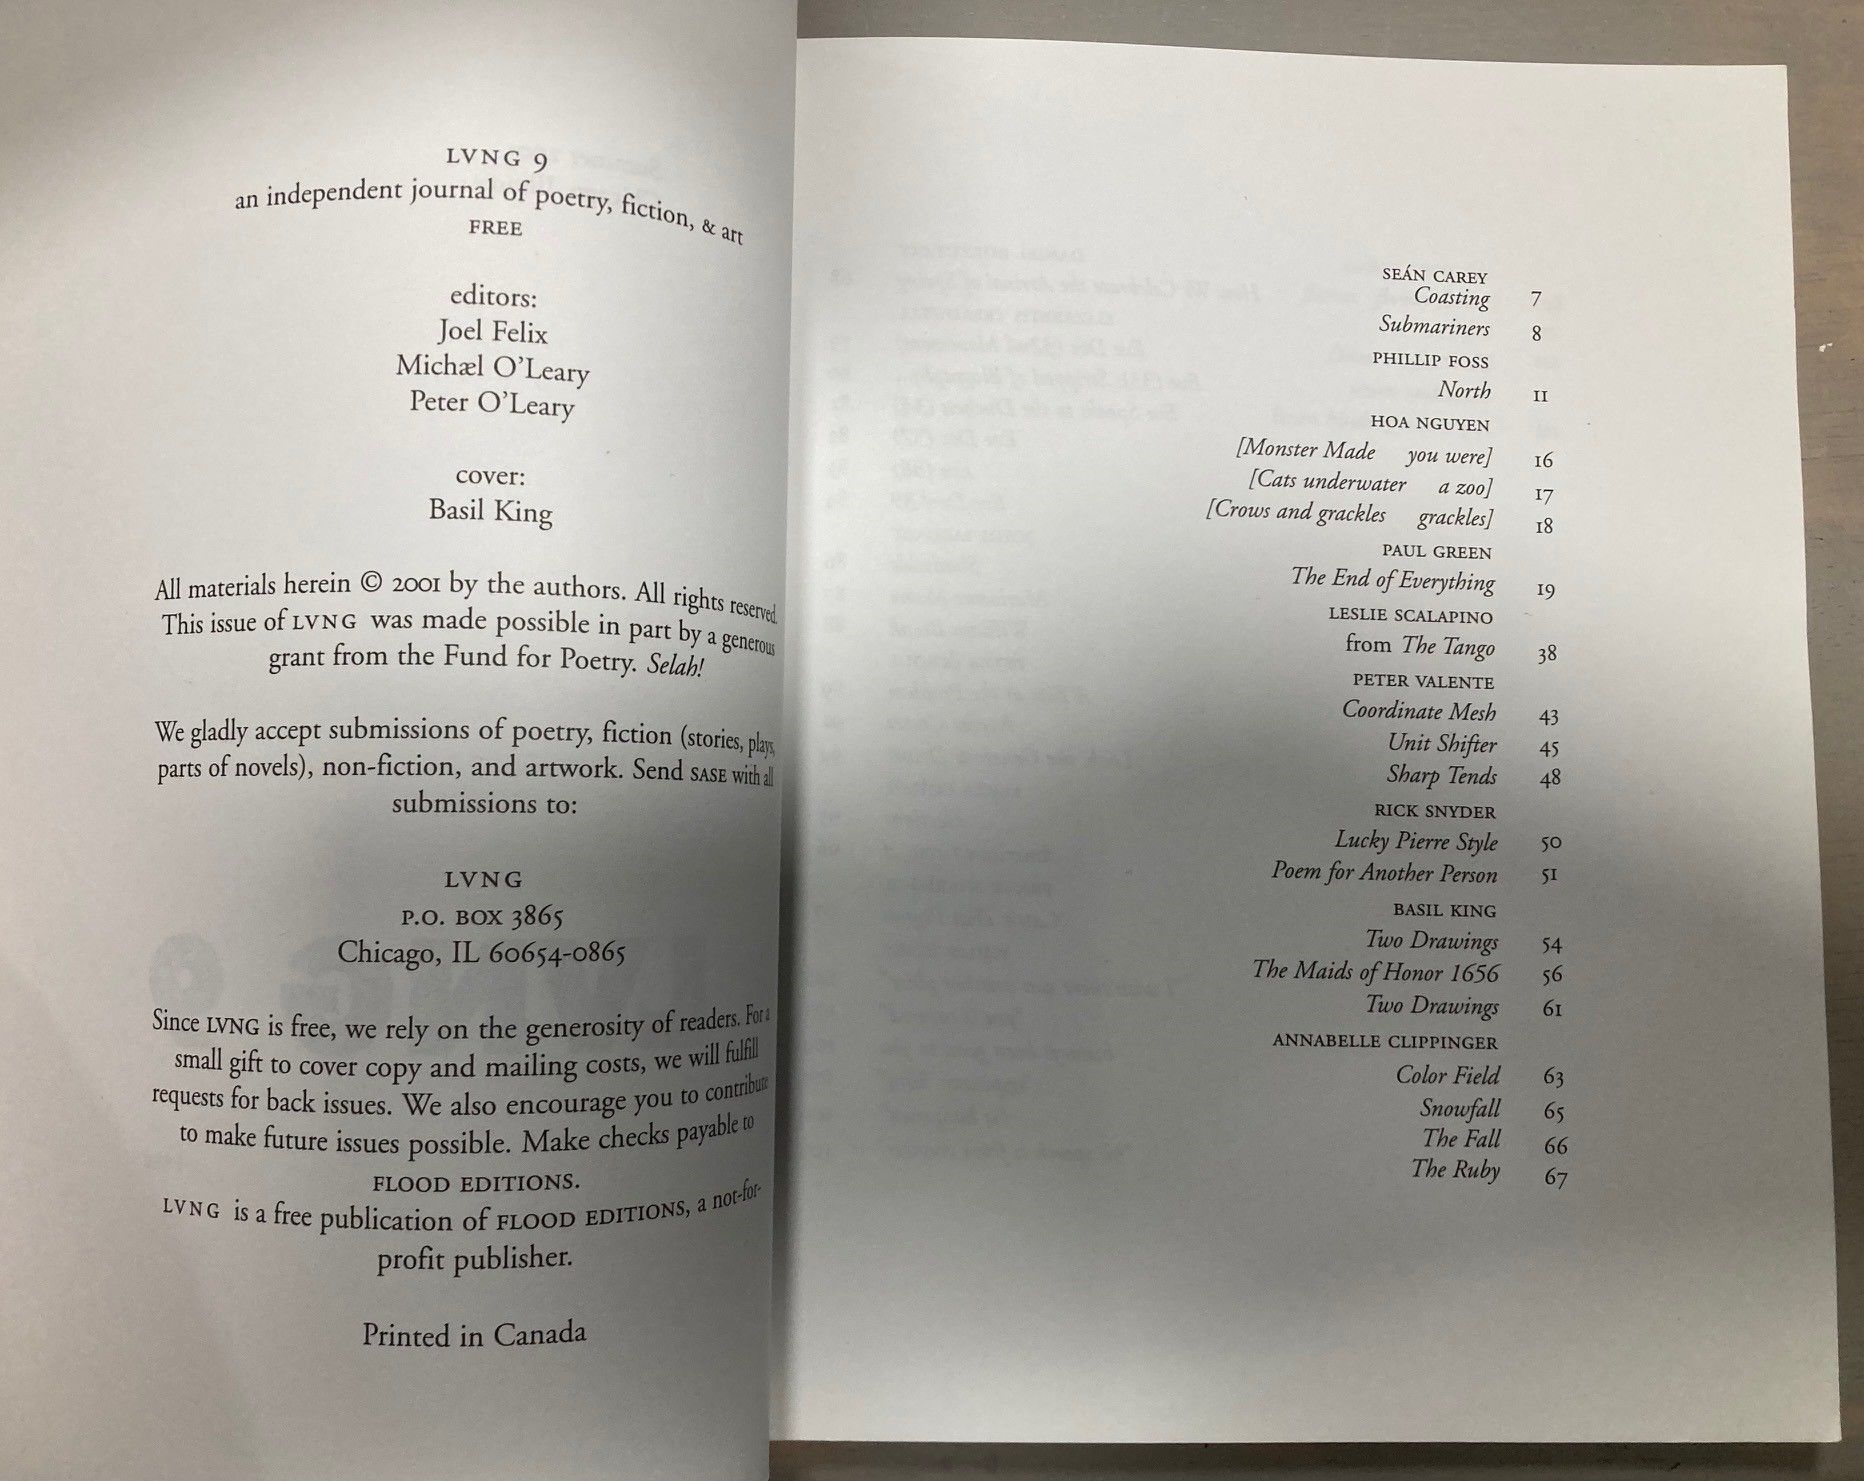 LVNG 9
an independent journal of poetry, fiction, & art
FREE
editors:
Joel Felix
Michæl O'Leary
Peter O'Leary
cover:
Basil King
All materials herein © 2001 by the authors. All rights reserved.
This issue of LVNG was made possible in part by a generous
grant from the Fund for Poetry. Selah!
We gladly accept submissions of poetry, fiction (stories, plays,
parts of novels), non-fiction, and artwork. Send SASE with all
submissions to:
LVNG
P.O. BOX 3865
Chicago, IL 60654-0865
Since LVNG is free, we rely on the generosity of readers. For a
small gift to cover copy and mailing costs, we will fulfill
requests for back issues. We also encourage you to contribute
to make future issues possible. Make checks payable to
FLOOD EDITIONS.
LVNG is a free publication of FLOOD EDITIONS, a not-for-
profit publisher.
Printed in Canada
SEÁN CAREY
Coasting 7
Submariners 8
PHILLIP FOSS
North 11
HOA NGUYEN
[Monster Made you were] 16
[Cats underwater a zoo] 17
[Crows and grackles grackles] 18
PAUL GREEN
The End of Everything 19
LESLIE SCALAPINO
from The Tango 38
PETER VALENTE
Coordinate Mesh 43
Unit Shifter 45
Sharp Tends 48
RICK SNYDER
Lucky Pierre Style 50
Poem for Another Person 51
BASIL KING
Two Drawings 54
The Maids of Honor 1656 56
Two Drawings 61
ANNABELLE CLIPPINGER
Color Field 63
Snowfall 65
The Fall 66
The Ruby 67